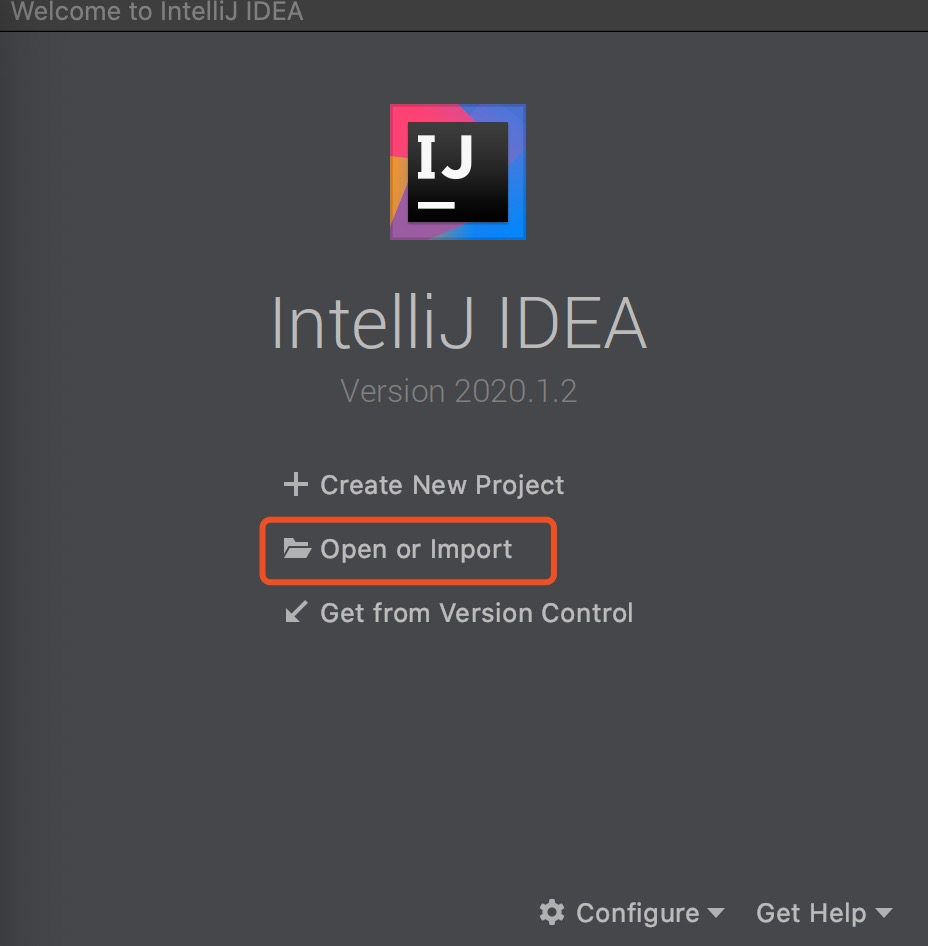 Welcome to IntelliJ IDEA
IJ
IntelliJ IDEA
Version 2020.1.2
Create New Project
Open or Import
Get from Version Control
Configure
Get Help